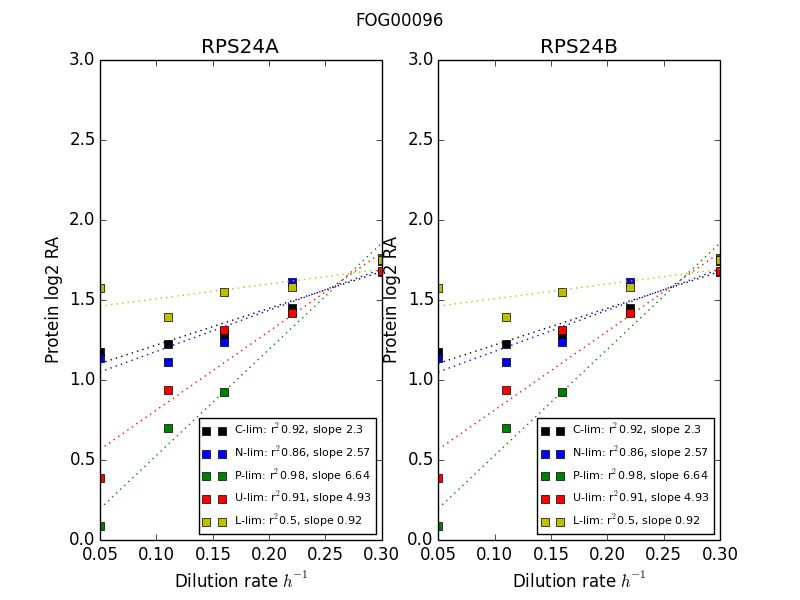 FOG00096
RPS24A
RPS24B
3.0
2.5
2.0
1.5
1.0
0.5
0.0
0.05 0.10 0.15 0.20 0.25 0.30
Protein log2 RA
Dilution rate h⁻¹
C-lim: r² 0.92, slope 2.3
N-lim: r² 0.86, slope 2.57
P-lim: r² 0.98, slope 6.64
U-lim: r² 0.91, slope 4.93
L-lim: r² 0.5, slope 0.92
3.0
2.5
2.0
1.5
1.0
0.5
0.0
0.05 0.10 0.15 0.20 0.25 0.30
Protein log2 RA
Dilution rate h⁻¹
C-lim: r² 0.92, slope 2.3
N-lim: r² 0.86, slope 2.57
P-lim: r² 0.98, slope 6.64
U-lim: r² 0.91, slope 4.93
L-lim: r² 0.5, slope 0.92